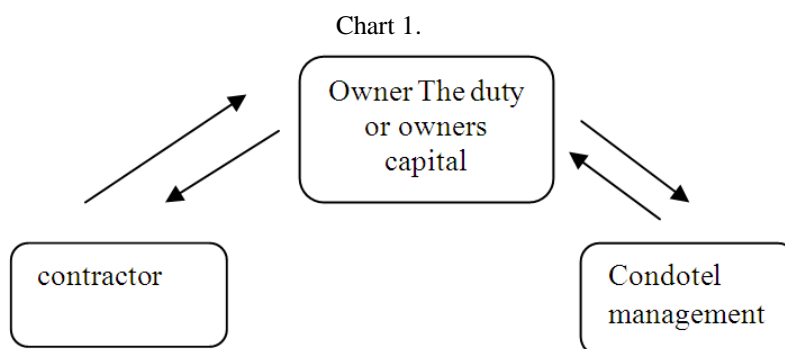 Chart 1.
Owner The duty
or owners
capital
contractor
Condotel
management